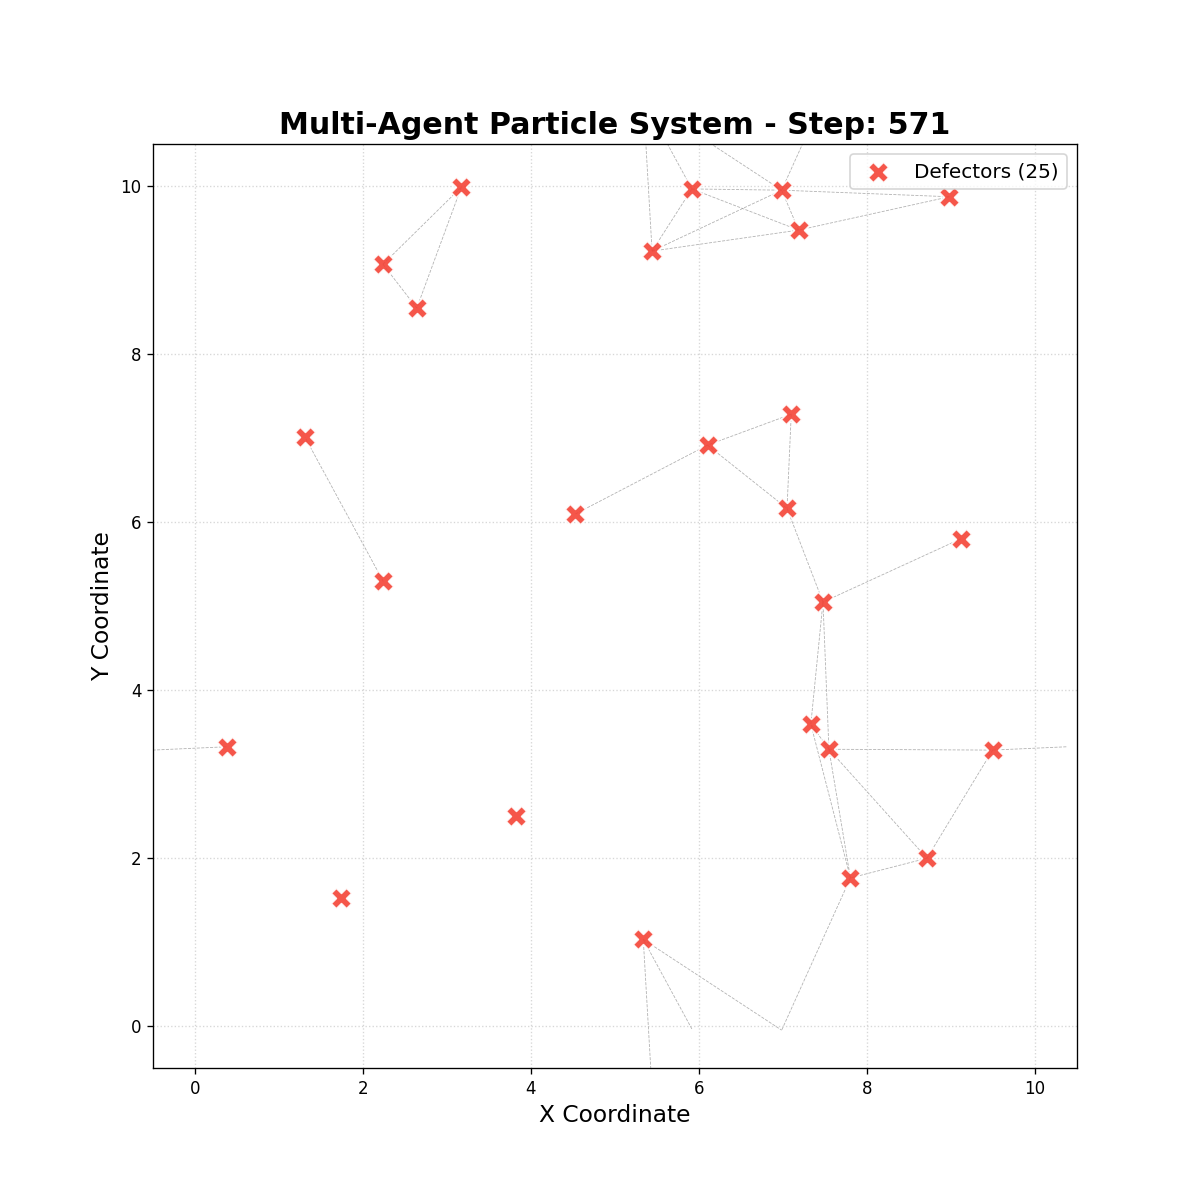 Multi-Agent Particle System - Step: 571
Defectors (25)
10
8
6
4
2
0
Y Coordinate
0 2 4 6 8 10
X Coordinate